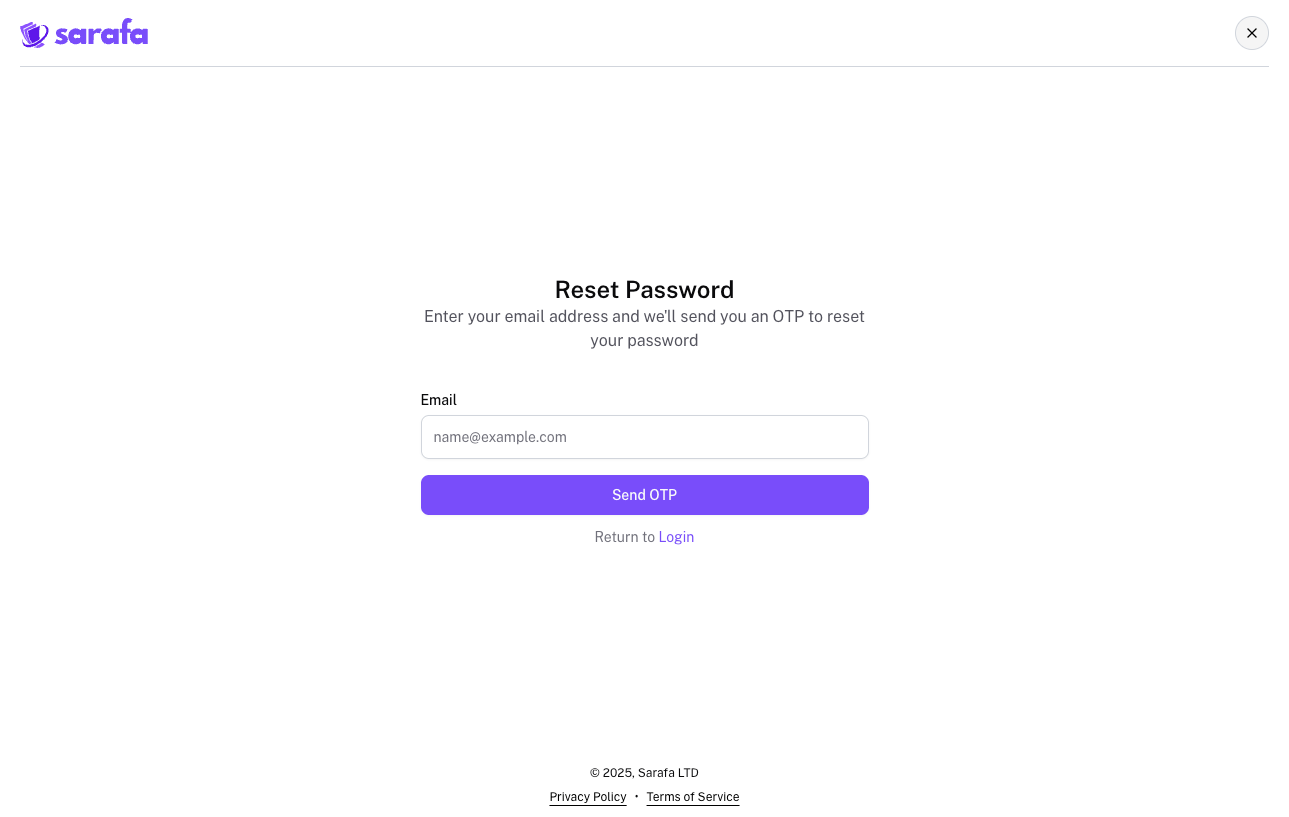 sarafa
Reset Password
Enter your email address and we'll send you an OTP to reset
your password
Email
name@example.com
Send OTP
Return to Login
© 2025, Sarafa LTD
Privacy Policy • Terms of Service